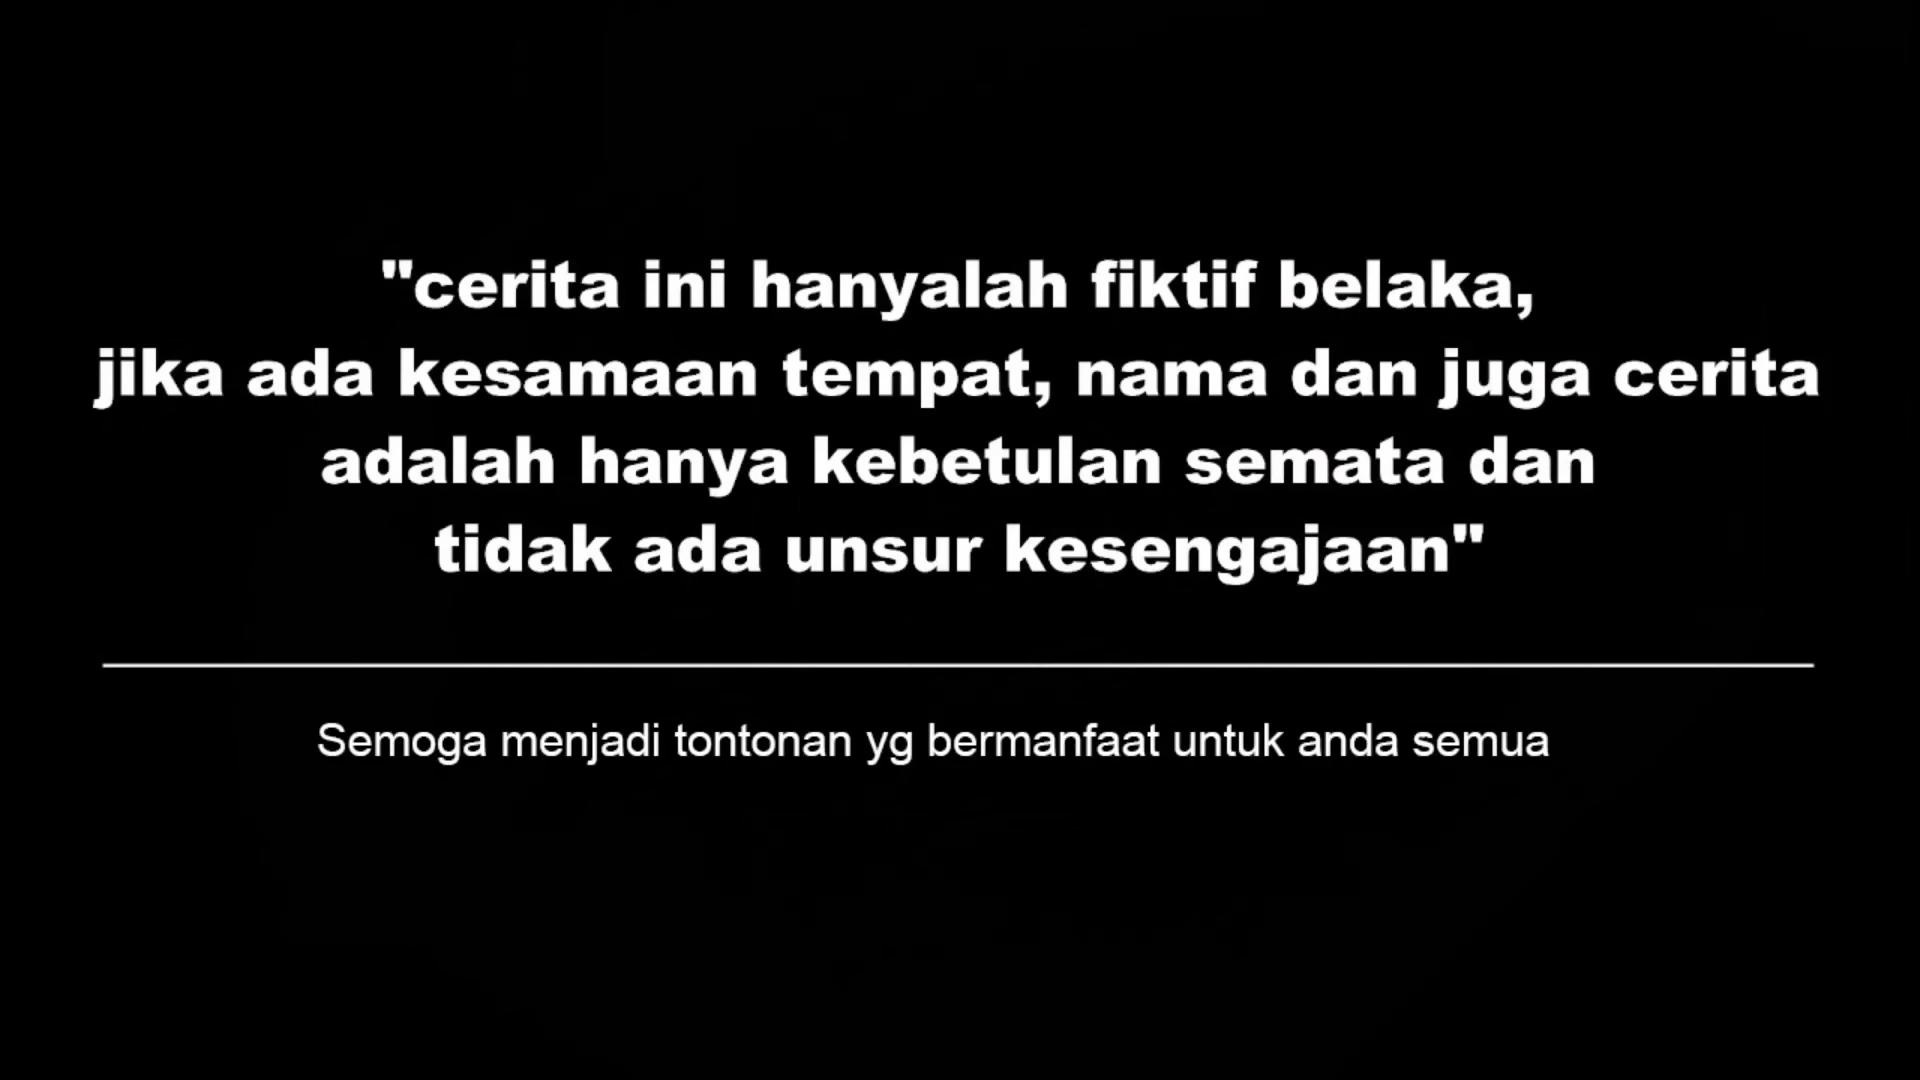 "cerita ini hanyalah fiktif belaka,
jika ada kesamaan tempat, nama dan juga cerita
adalah hanya kebetulan semata dan
tidak ada unsur kesengajaan"
Semoga menjadi tontonan yg bermanfaat untuk anda semua